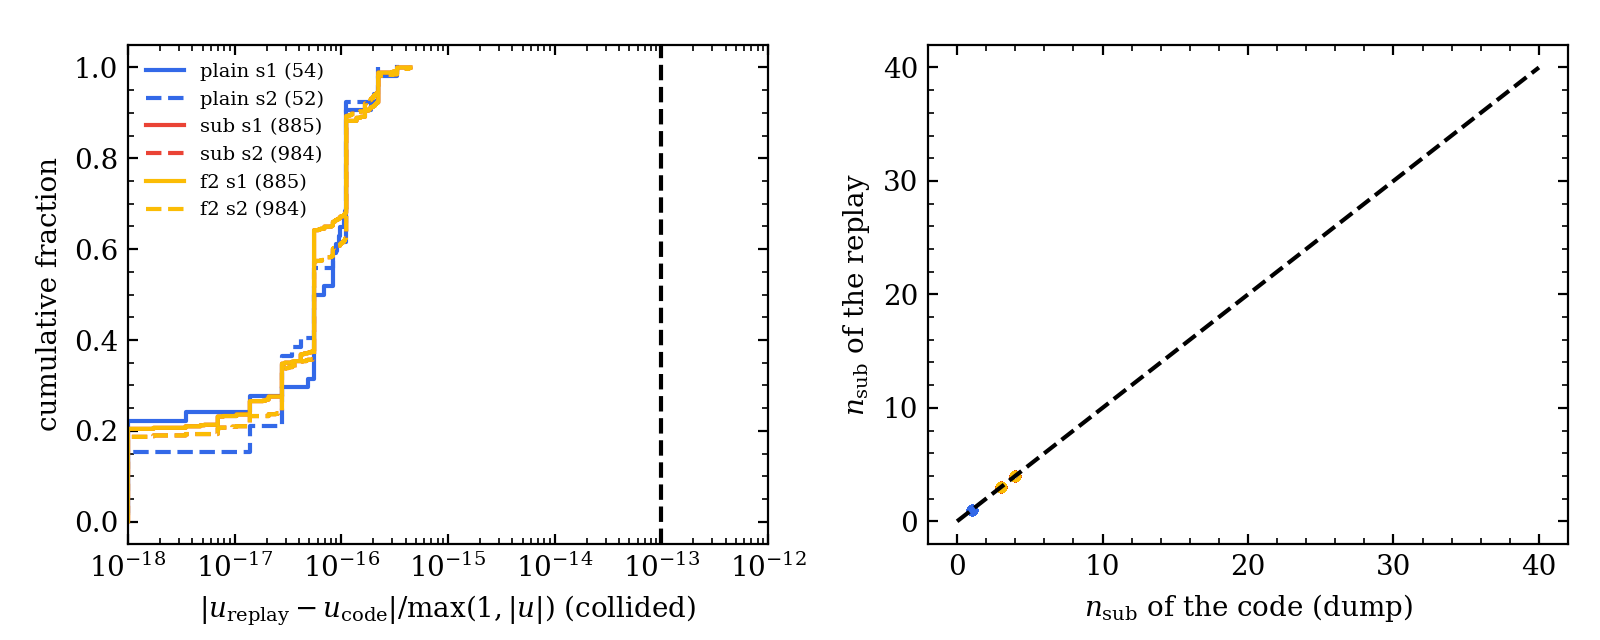 cumulative fraction
1.0
0.8
0.6
0.4
0.2
0.0
plain s1 (54)
plain s2 (52)
sub s1 (885)
sub s2 (984)
f2 s1 (885)
f2 s2 (984)
10⁻¹⁸ 10⁻¹⁷ 10⁻¹⁶ 10⁻¹⁵ 10⁻¹⁴ 10⁻¹³ 10⁻¹²
|u_replay − u_code|/max(1, |u|) (collided)
n_sub of the replay
40
30
20
10
0
0 10 20 30 40
n_sub of the code (dump)